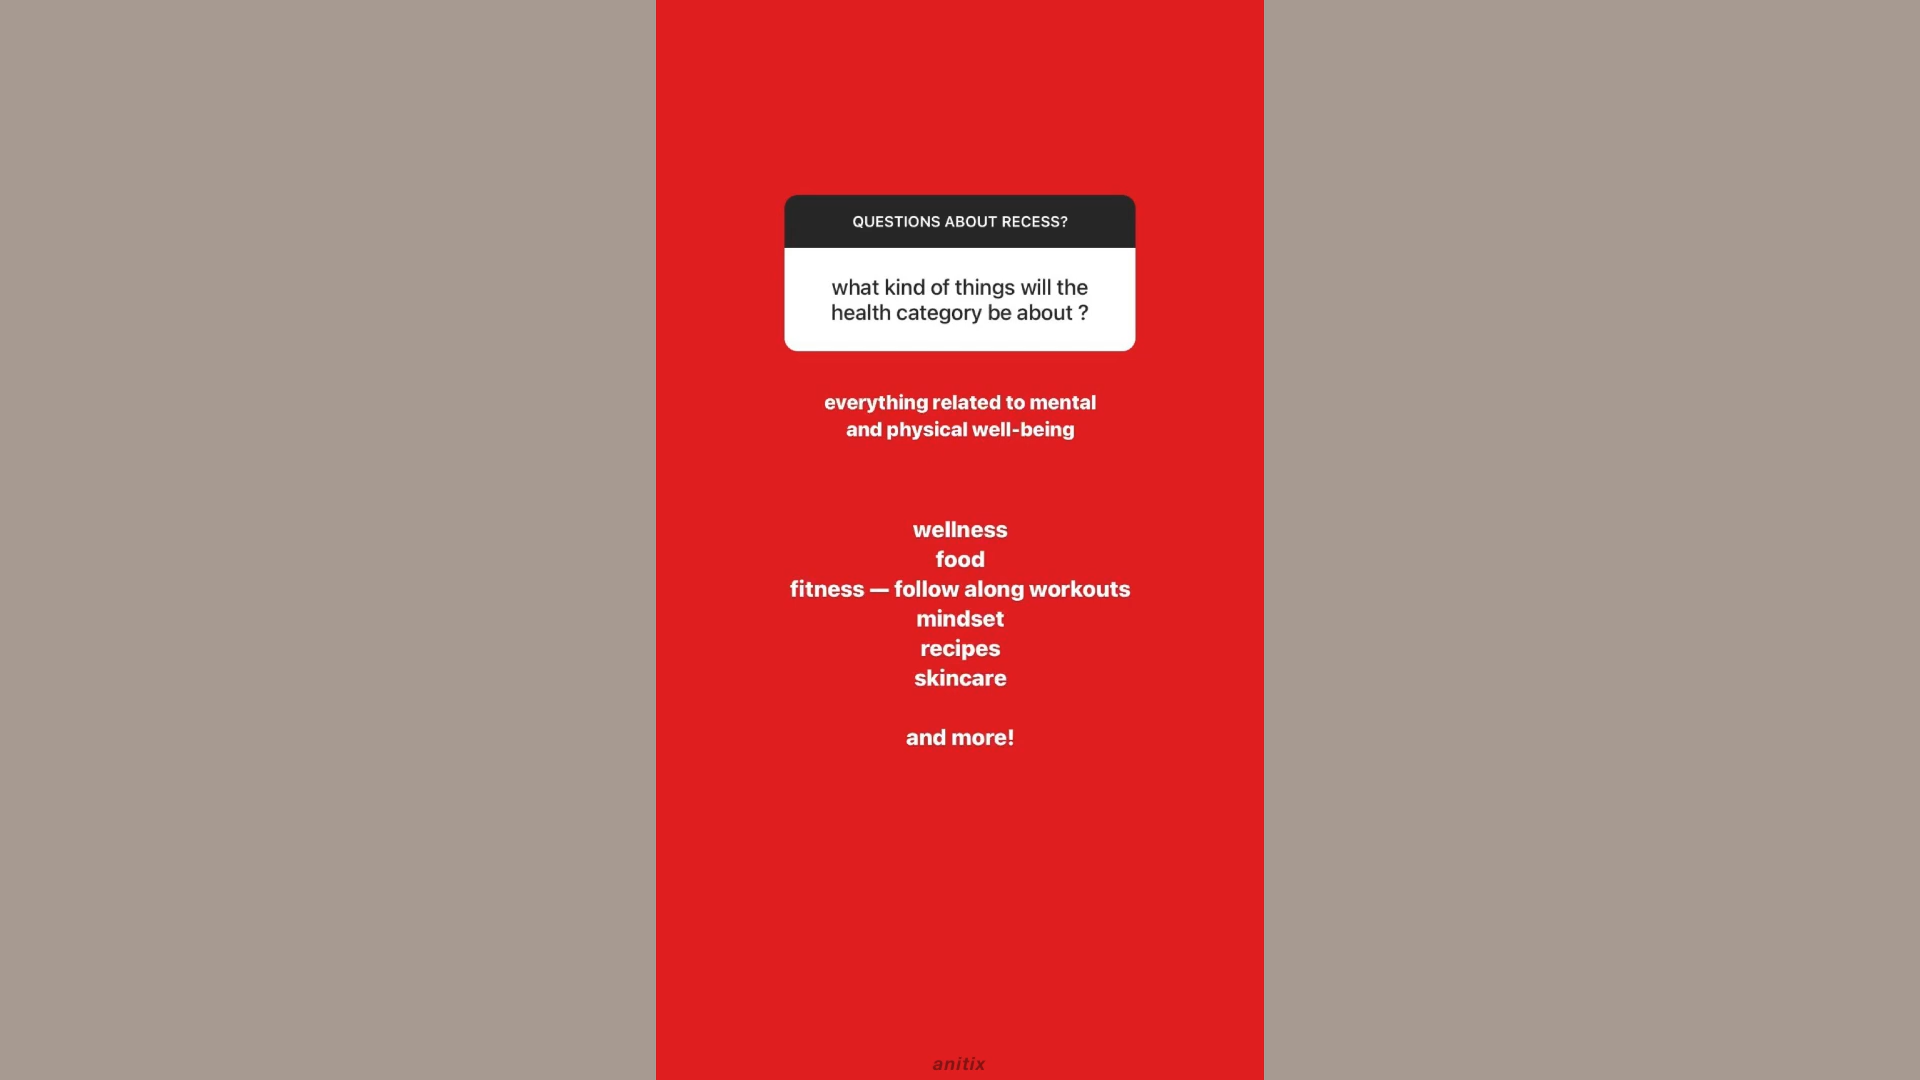 QUESTIONS ABOUT RECESS?
what kind of things will the
health category be about ?
everything related to mental
and physical well-being
wellness
food
fitness — follow along workouts
mindset
recipes
skincare
and more!
anitix